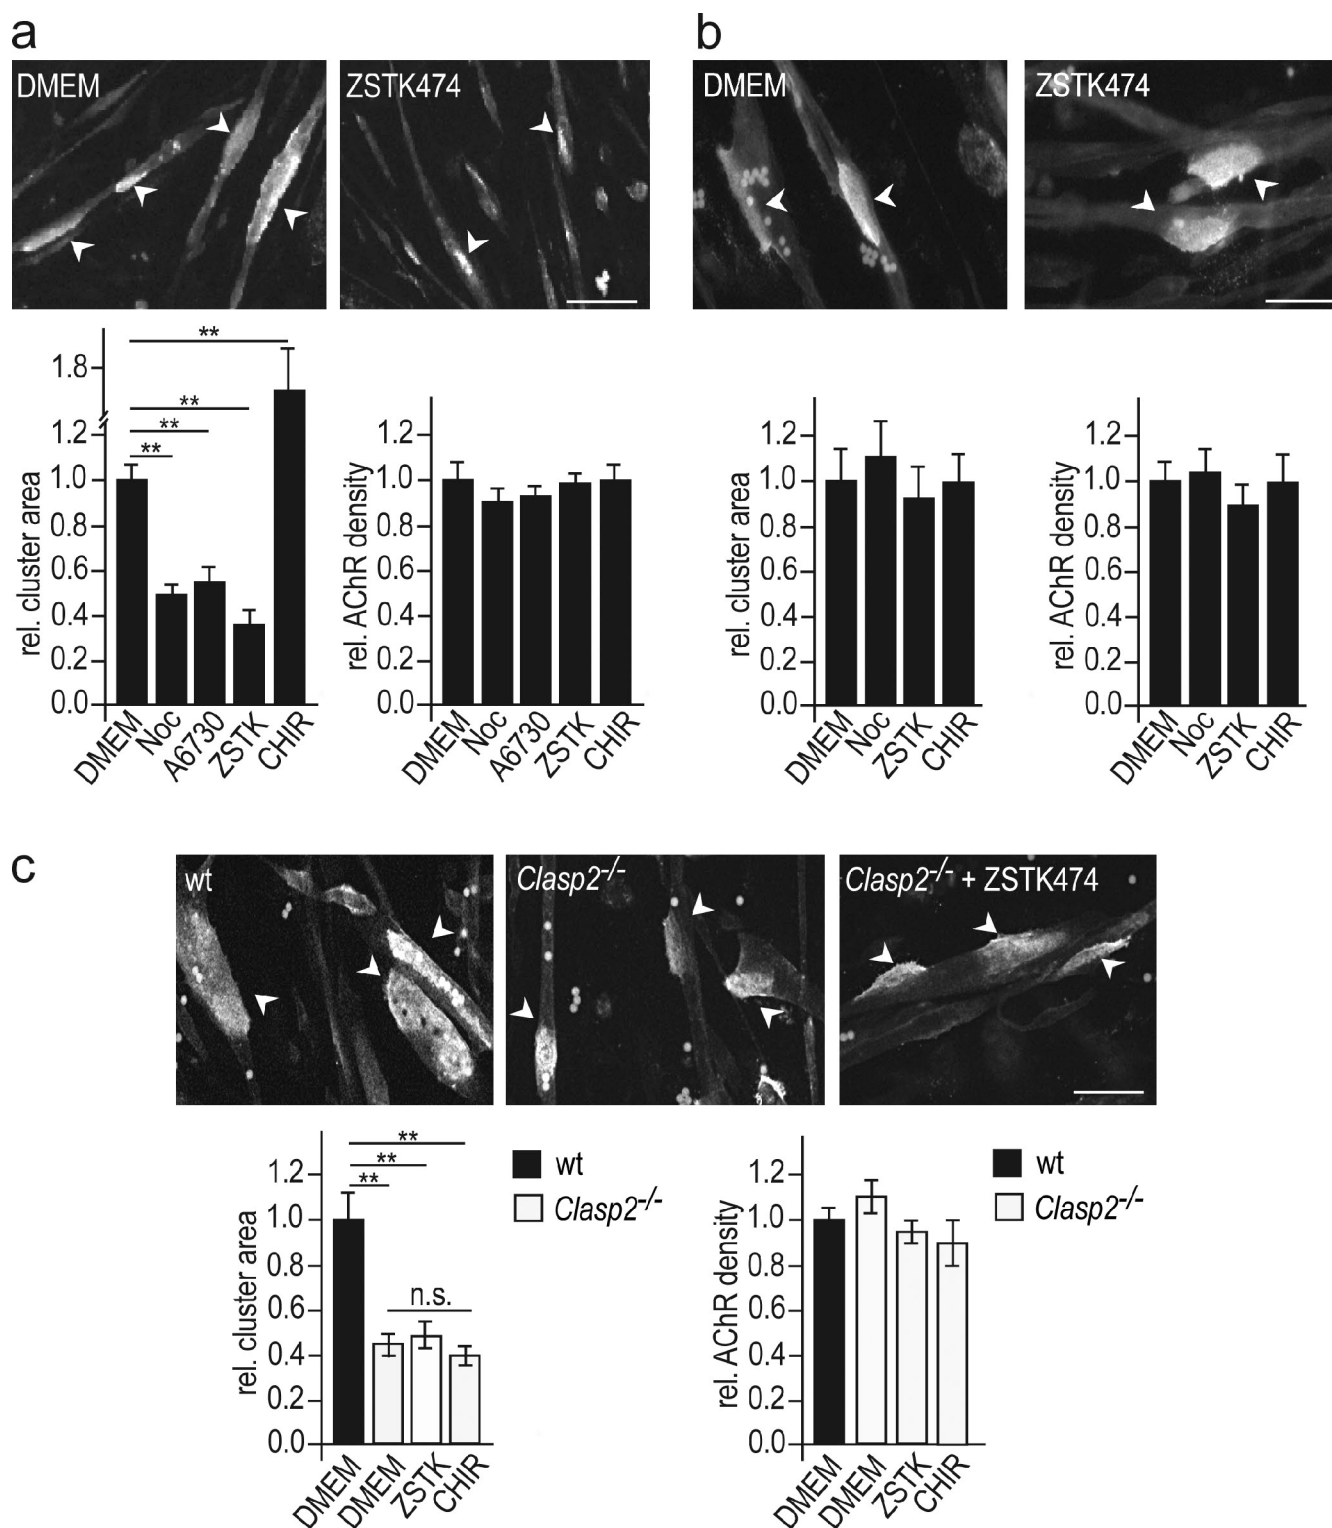 a
DMEM
ZSTK474
**
**
**
**
1.8
1.2
1.0
0.8
0.6
0.4
0.2
0.0
rel. cluster area
DMEM
Noc
A6730
ZSTK
CHIR
1.2
1.0
0.8
0.6
0.4
0.2
0.0
rel. AChR density
DMEM
Noc
A6730
ZSTK
CHIR
b
DMEM
ZSTK474
1.2
1.0
0.8
0.6
0.4
0.2
0.0
rel. cluster area
DMEM
Noc
ZSTK
CHIR
1.2
1.0
0.8
0.6
0.4
0.2
0.0
rel. AChR density
DMEM
Noc
ZSTK
CHIR
c
wt
Clasp2-/-
Clasp2-/- + ZSTK474
**
**
**
n.s.
1.2
1.0
0.8
0.6
0.4
0.2
0.0
rel. cluster area
DMEM
DMEM
ZSTK
CHIR
wt
Clasp2-/-
1.2
1.0
0.8
0.6
0.4
0.2
0.0
rel. AChR density
DMEM
DMEM
ZSTK
CHIR
wt
Clasp2-/-